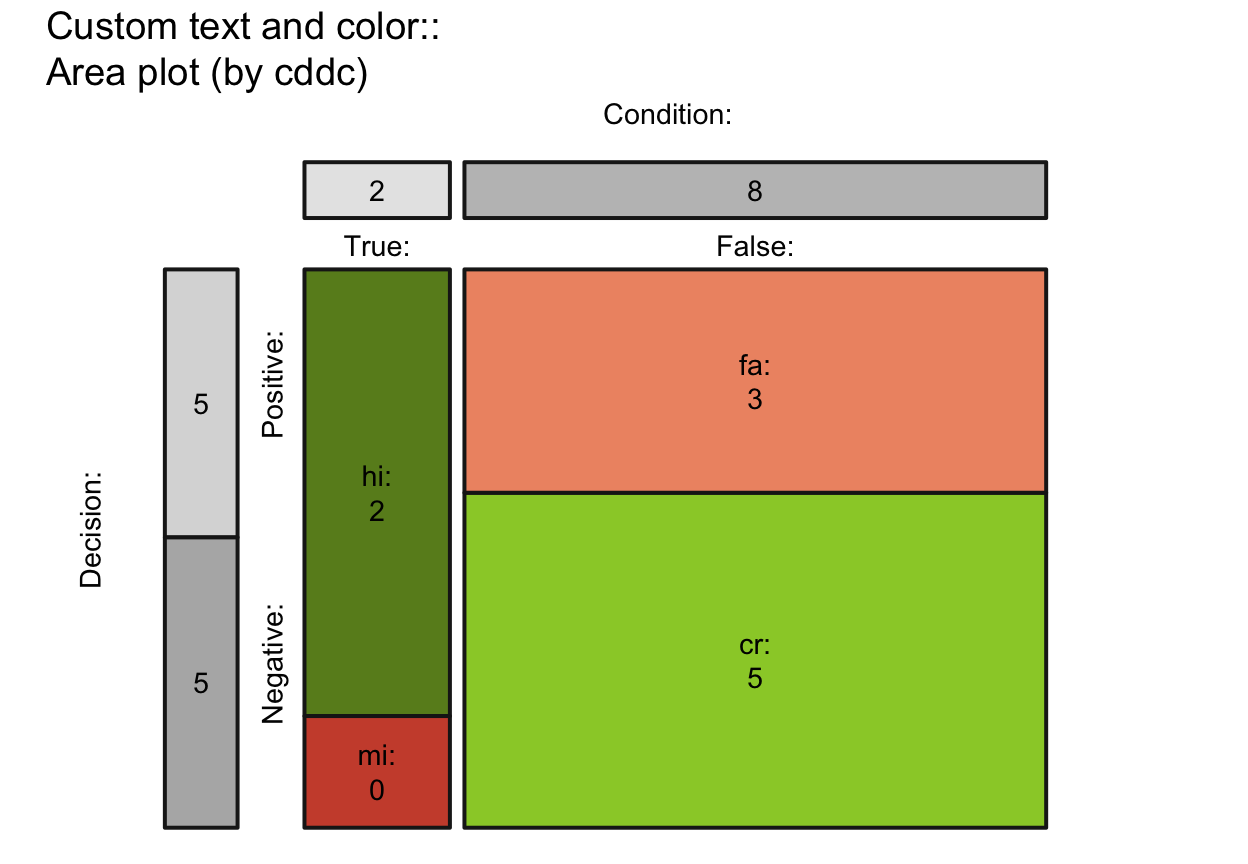 Custom text and color::
Area plot (by cddc)
Condition:
2
8
True:
False:
Decision:
5
5
Positive:
Negative:
hi:
2
mi:
0
fa:
3
cr:
5